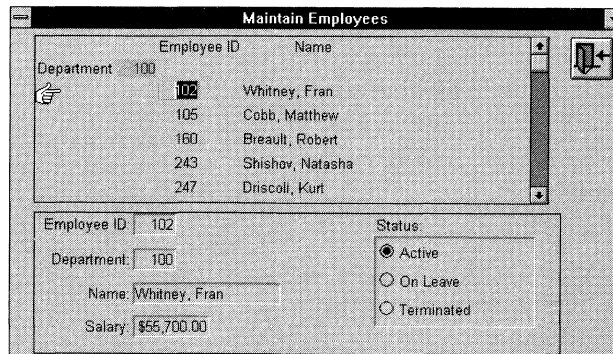 Maintain Employees
Employee ID Name
Department 100
102 Whitney, Fran
105 Cobb, Matthew
160 Breault, Robert
243 Shishov, Natasha
247 Driscoll, Kurt
Employee ID: 102
Department: 100
Name: Whitney, Fran
Salary: $55,700.00
Status:
Active
On Leave
Terminated